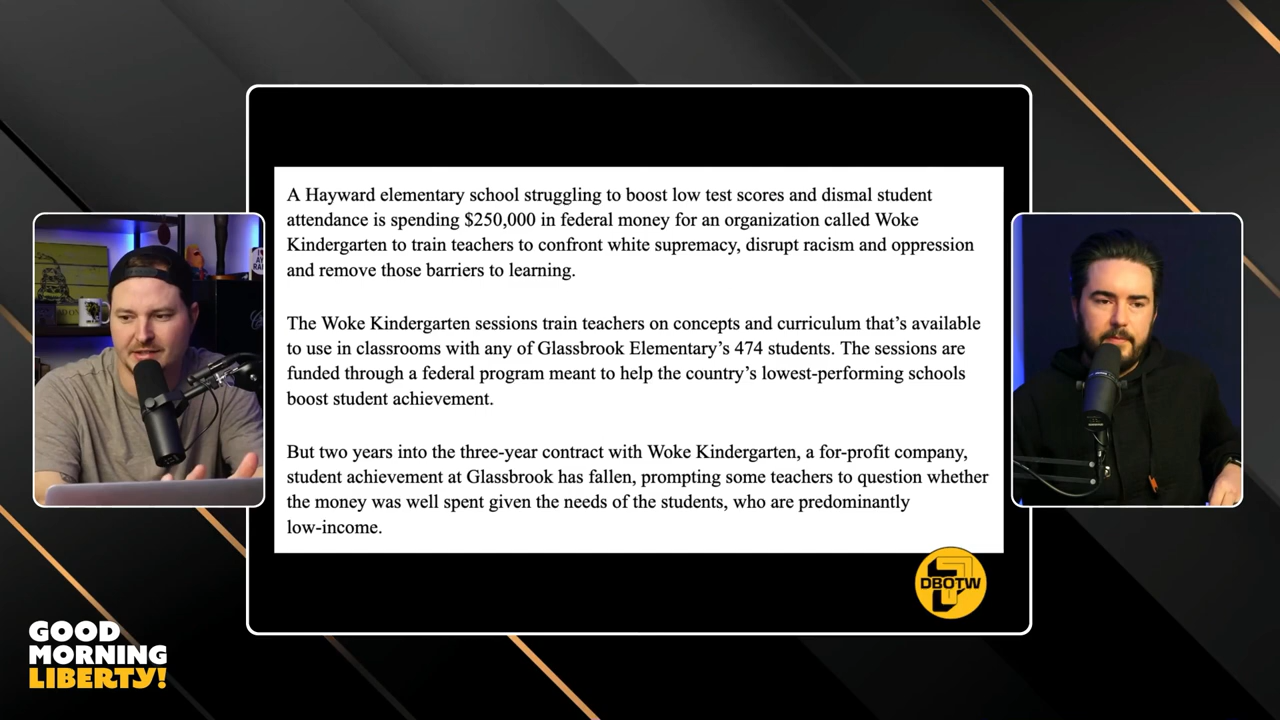 A Hayward elementary school struggling to boost low test scores and dismal student
attendance is spending $250,000 in federal money for an organization called Woke
Kindergarten to train teachers to confront white supremacy, disrupt racism and oppression
and remove those barriers to learning.
The Woke Kindergarten sessions train teachers on concepts and curriculum that’s available
to use in classrooms with any of Glassbrook Elementary’s 474 students. The sessions are
funded through a federal program meant to help the country’s lowest-performing schools
boost student achievement.
But two years into the three-year contract with Woke Kindergarten, a for-profit company,
student achievement at Glassbrook has fallen, prompting some teachers to question whether
the money was well spent given the needs of the students, who are predominantly
low-income.
DBOTW
GOOD
MORNING
LIBERTY!